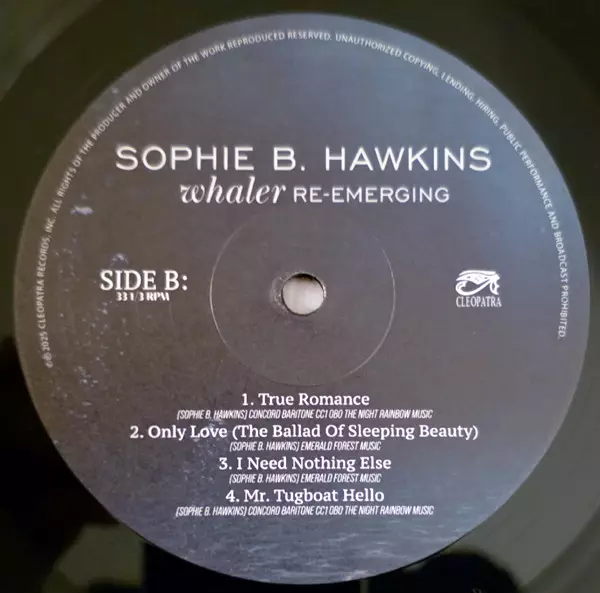 ℗© 2025 CLEOPATRA RECORDS, INC. ALL RIGHTS OF THE PRODUCER AND OWNER OF THE WORK REPRODUCED RESERVED. UNAUTHORIZED COPYING, LENDING, HIRING, PUBLIC PERFORMANCE AND BROADCAST PROHIBITED.
SOPHIE B. HAWKINS
whaler RE-EMERGING
SIDE B:
33 1/3 RPM
CLEOPATRA
1. True Romance
(SOPHIE B. HAWKINS) CONCORD BARITONE CC1 OBO THE NIGHT RAINBOW MUSIC
2. Only Love (The Ballad Of Sleeping Beauty)
(SOPHIE B. HAWKINS) EMERALD FOREST MUSIC
3. I Need Nothing Else
(SOPHIE B. HAWKINS) EMERALD FOREST MUSIC
4. Mr. Tugboat Hello
(SOPHIE B. HAWKINS) CONCORD BARITONE CC1 OBO THE NIGHT RAINBOW MUSIC